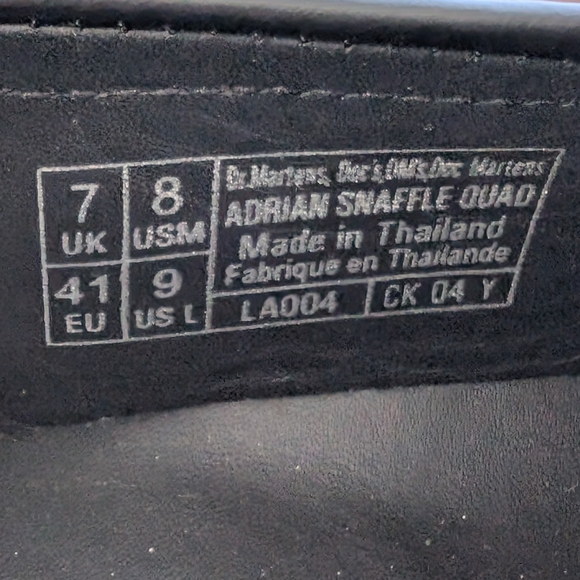 7 UK
8 USM
41 EU
9 US L
Dr. Martens, Doc's, DM's, Doc Martens
ADRIAN SNAFFLE QUAD
Made in Thailand
Fabrique en Thailande
LA004
CK 04 Y